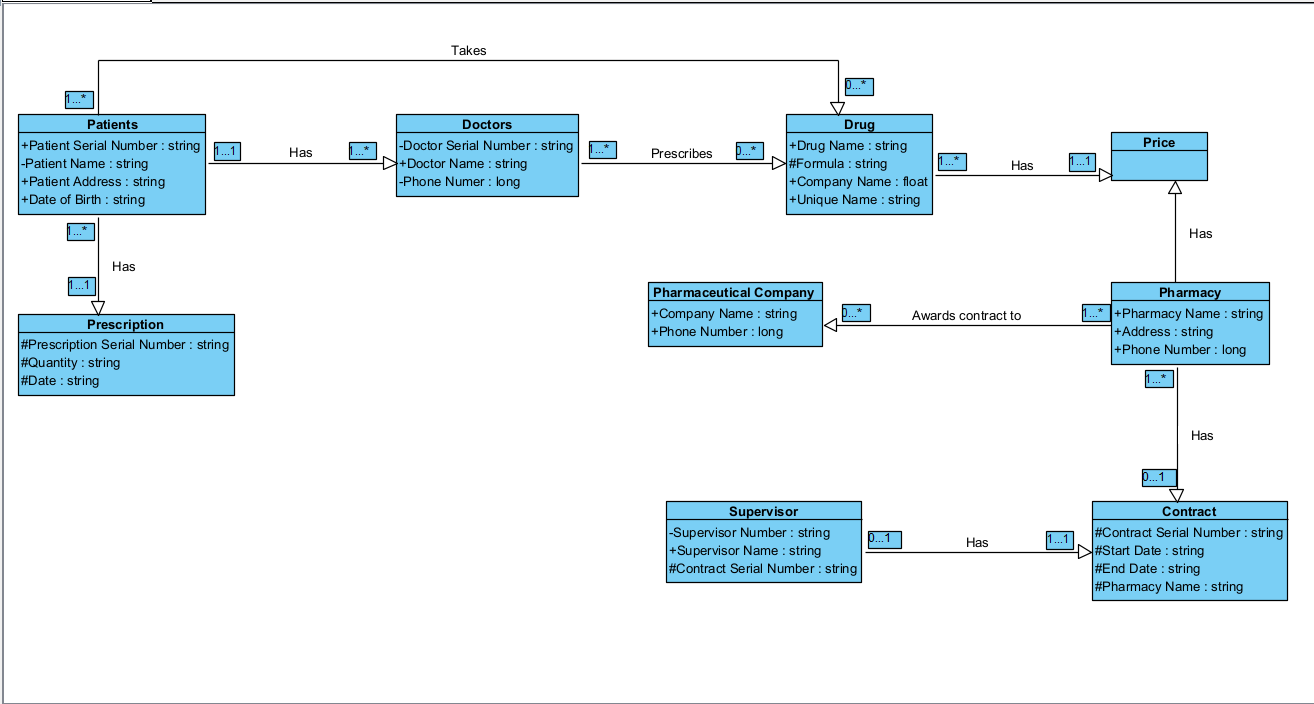 Takes
1...*
0...*
Patients
+Patient Serial Number : string
-Patient Name : string
+Patient Address : string
+Date of Birth : string
1...1
Has
1...*
Doctors
-Doctor Serial Number : string
+Doctor Name : string
-Phone Numer : long
1...*
Prescribes
0...*
Drug
+Drug Name : string
#Formula : string
+Company Name : float
+Unique Name : string
1...*
Has
1...1
Price
1...*
Has
1...1
Prescription
#Prescription Serial Number : string
#Quantity : string
#Date : string
Has
Pharmaceutical Company
+Company Name : string
+Phone Number : long
0...*
Awards contract to
1...*
Pharmacy
+Pharmacy Name : string
+Address : string
+Phone Number : long
1...*
Has
0...1
Supervisor
-Supervisor Number : string
+Supervisor Name : string
#Contract Serial Number : string
0...1
Has
1...1
Contract
#Contract Serial Number : string
#Start Date : string
#End Date : string
#Pharmacy Name : string